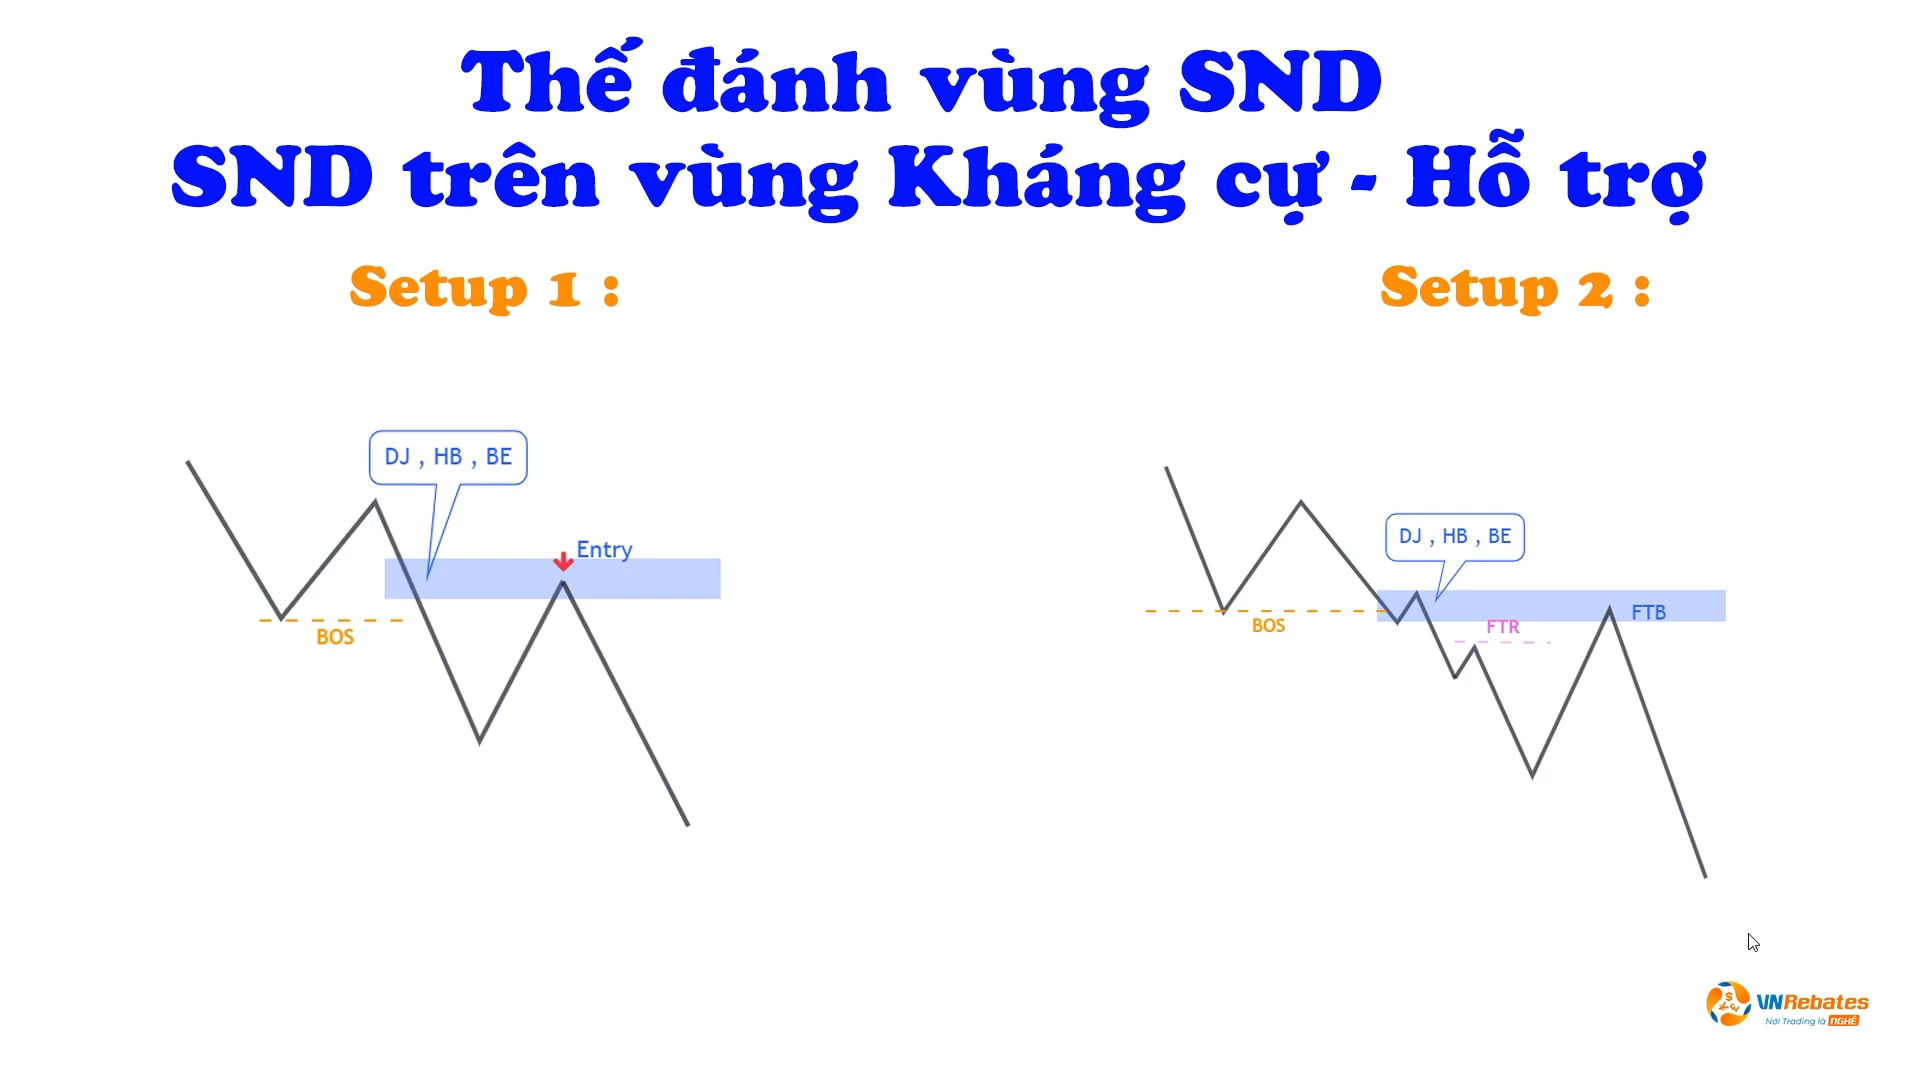 Thế đánh vùng SND
SND trên vùng Kháng cự - Hỗ trợ
Setup 1 :
Setup 2 :
DJ , HB , BE
Entry
BOS
DJ , HB , BE
BOS
FTR
FTB
VNRebates
Nơi Trading là NGHỀ